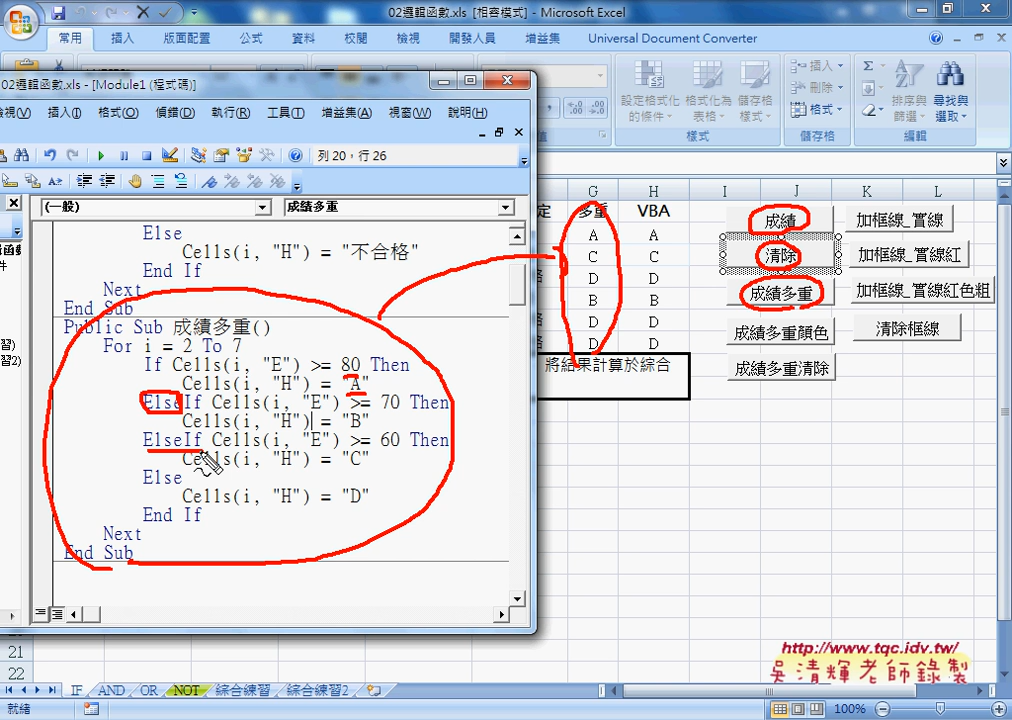 02邏輯函數.xls [相容模式] - Microsoft Excel
常用 插入 版面配置 公式 資料 校閱 檢視 開發人員 增益集 Universal Document Converter
設定格式化的條件 格式化為表格 儲存格樣式 樣式
插入 刪除 格式 儲存格
排序與篩選 尋找與選取 編輯
02邏輯函數.xls - [Module1 (程式碼)]
檢視(V) 插入(I) 格式(O) 偵錯(D) 執行(R) 工具(T) 增益集(A) 視窗(W) 說明(H)
列 20，行 26
(一般) 成績多重
Else
Cells(i, "H") = "不合格"
End If
Next
End Sub
Public Sub 成績多重()
For i = 2 To 7
If Cells(i, "E") >= 80 Then
Cells(i, "H") = "A"
ElseIf Cells(i, "E") >= 70 Then
Cells(i, "H") = "B"
ElseIf Cells(i, "E") >= 60 Then
Cells(i, "H") = "C"
Else
Cells(i, "H") = "D"
End If
Next
End Sub
G H I J K L
定 多重 VBA
A A
C C
格 D D
B B
格 D D
格 D D
將結果計算於綜合
成績 加框線_實線
清除 加框線_實線紅
成績多重 加框線_實線紅色粗
成績多重顏色 清除框線
成績多重清除
21
22
http://www.tqc.idv.tw/
吳清輝老師錄製
IF AND OR NOT 綜合練習 綜合練習2
就緒 100%